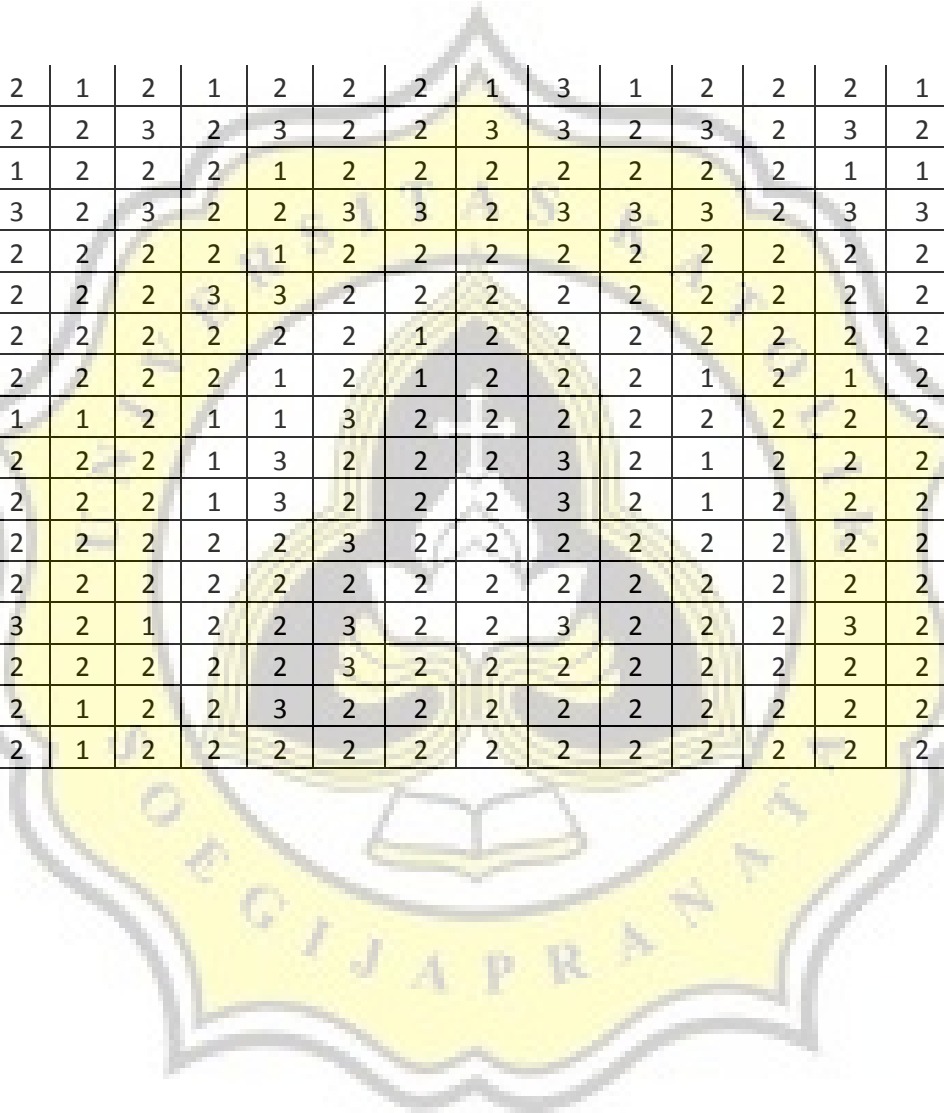 2 1 2 1 2 2 2 1 3 1 2 2 2 1
2 2 3 2 3 2 2 3 3 2 3 2 3 2
1 2 2 2 1 2 2 2 2 2 2 2 1 1
3 2 3 2 2 3 3 2 3 3 3 2 3 3
2 2 2 2 1 2 2 2 2 2 2 2 2 2
2 2 2 3 3 2 2 2 2 2 2 2 2 2
2 2 2 2 2 2 1 2 2 2 2 2 2 2
2 2 2 2 1 2 1 2 2 2 1 2 1 2
1 1 2 1 1 3 2 2 2 2 2 2 2 2
2 2 2 1 3 2 2 2 3 2 1 2 2 2
2 2 2 1 3 2 2 2 3 2 1 2 2 2
2 2 2 2 2 3 2 2 2 2 2 2 2 2
2 2 2 2 2 2 2 2 2 2 2 2 2 2
3 2 1 2 2 3 2 2 3 2 2 2 3 2
2 2 2 2 2 3 2 2 2 2 2 2 2 2
2 1 2 2 3 2 2 2 2 2 2 2 2 2
2 1 2 2 2 2 2 2 2 2 2 2 2 2
UNIVERSITAS KATOLIK
SOEGIJAPRANATA